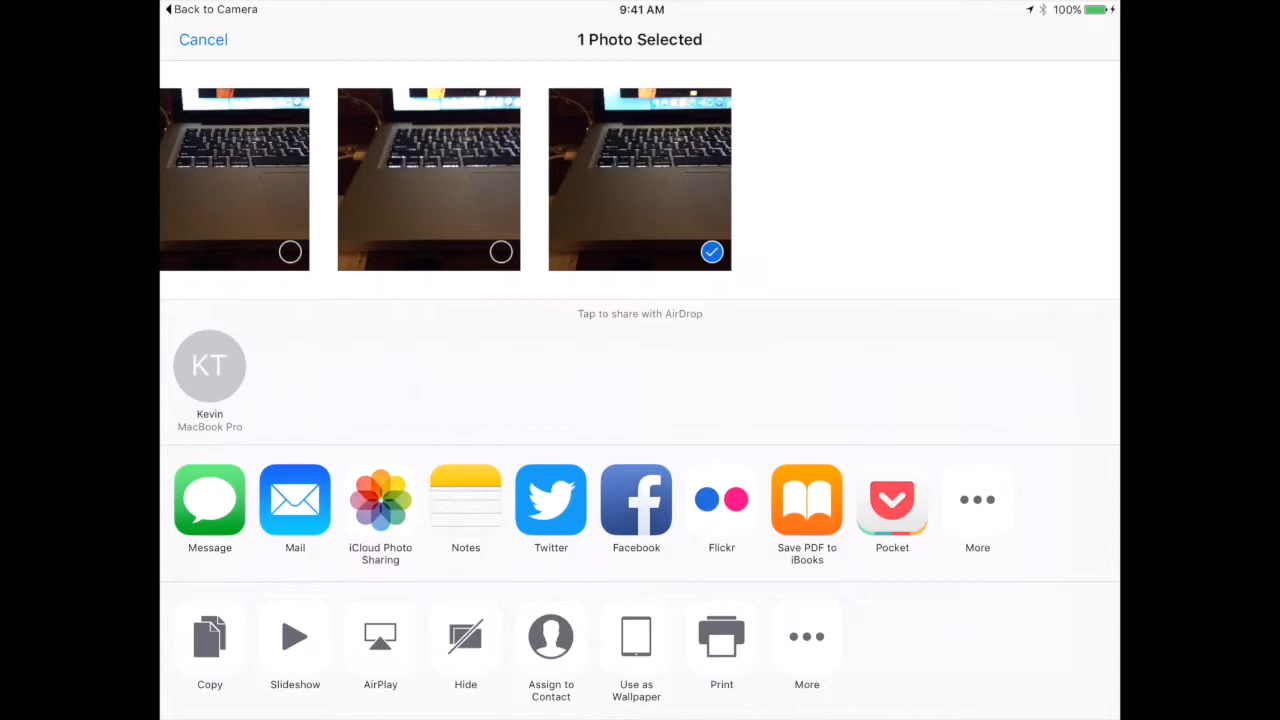 Back to Camera
9:41 AM
100%
Cancel
1 Photo Selected
Tap to share with AirDrop
KT
Kevin
MacBook Pro
Message
Mail
iCloud Photo
Sharing
Notes
Twitter
Facebook
Flickr
Save PDF to
iBooks
Pocket
More
Copy
Slideshow
AirPlay
Hide
Assign to
Contact
Use as
Wallpaper
Print
More